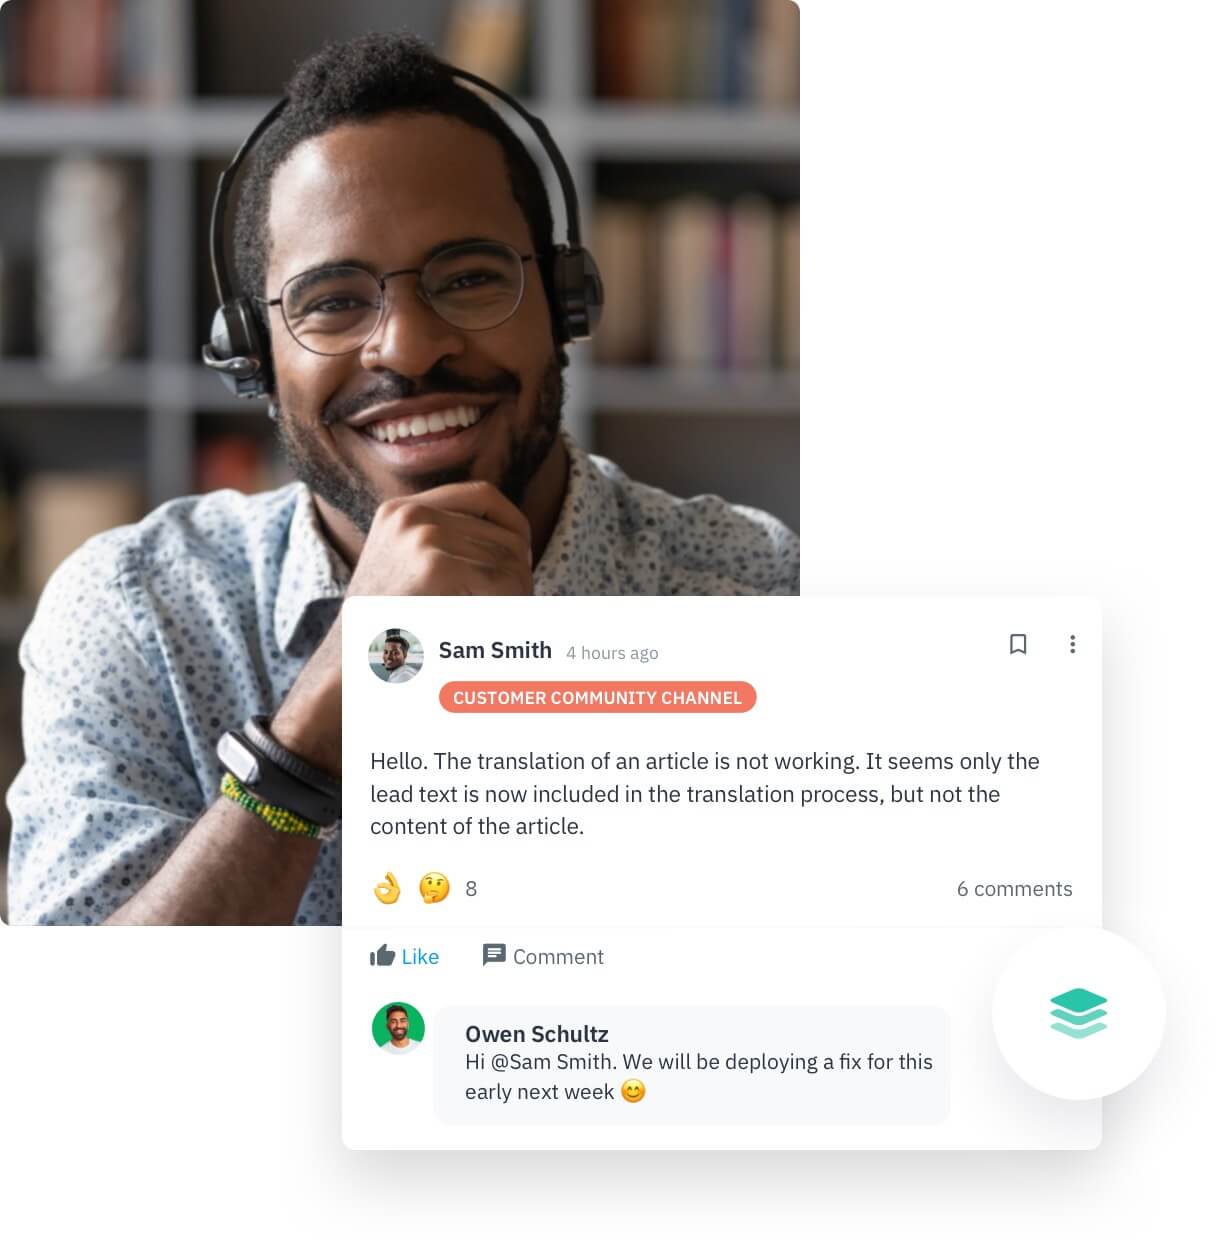 Sam Smith 4 hours ago
CUSTOMER COMMUNITY CHANNEL
Hello. The translation of an article is not working. It seems only the
lead text is now included in the translation process, but not the
content of the article.
👌 🤔 8 6 comments
Like Comment
Owen Schultz
Hi @Sam Smith. We will be deploying a fix for this
early next week 😊